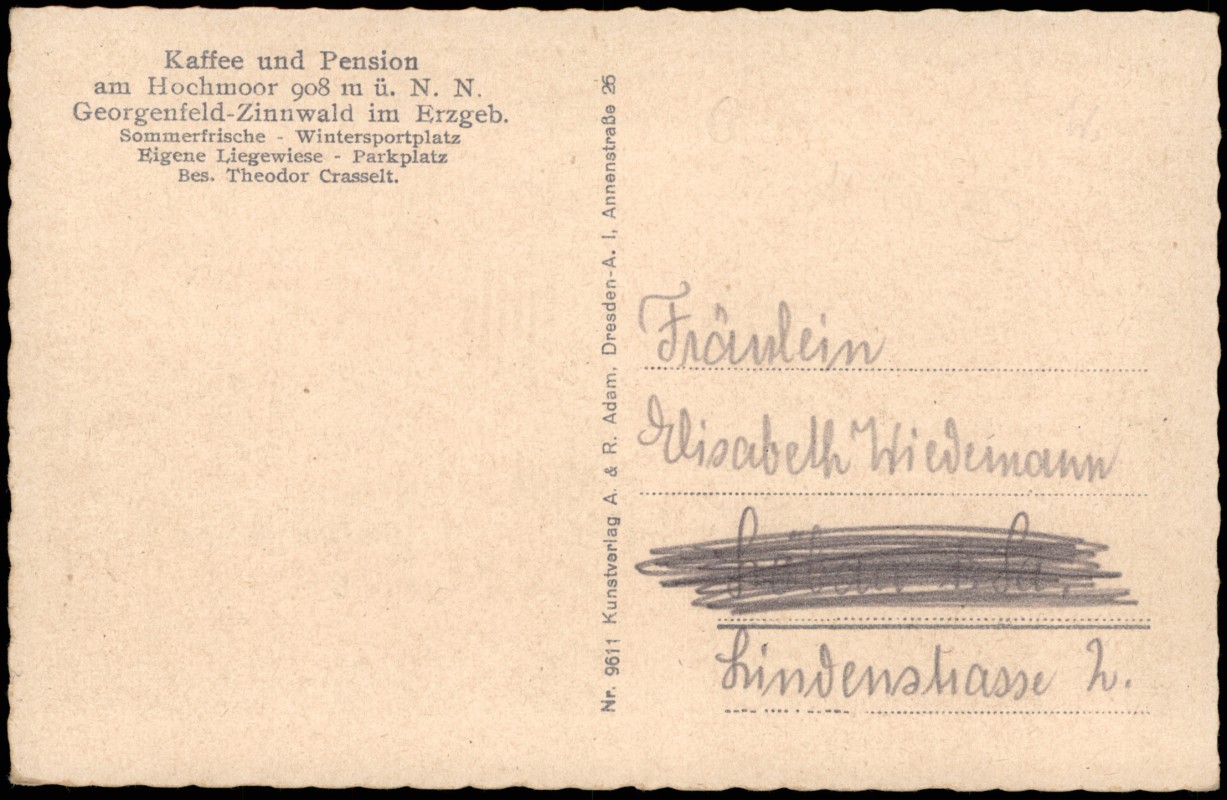 Kaffee und Pension
am Hochmoor 908 m ü. N. N.
Georgenfeld-Zinnwald im Erzgeb.
Sommerfrische - Wintersportplatz
Eigene Liegewiese - Parkplatz
Bes. Theodor Crasselt.
Nr. 9611 Kunstverlag A. & R. Adam, Dresden-A. I, Annenstraße 26
Fräulein
Elisabeth Wiedemann
Lindenstrasse 2.